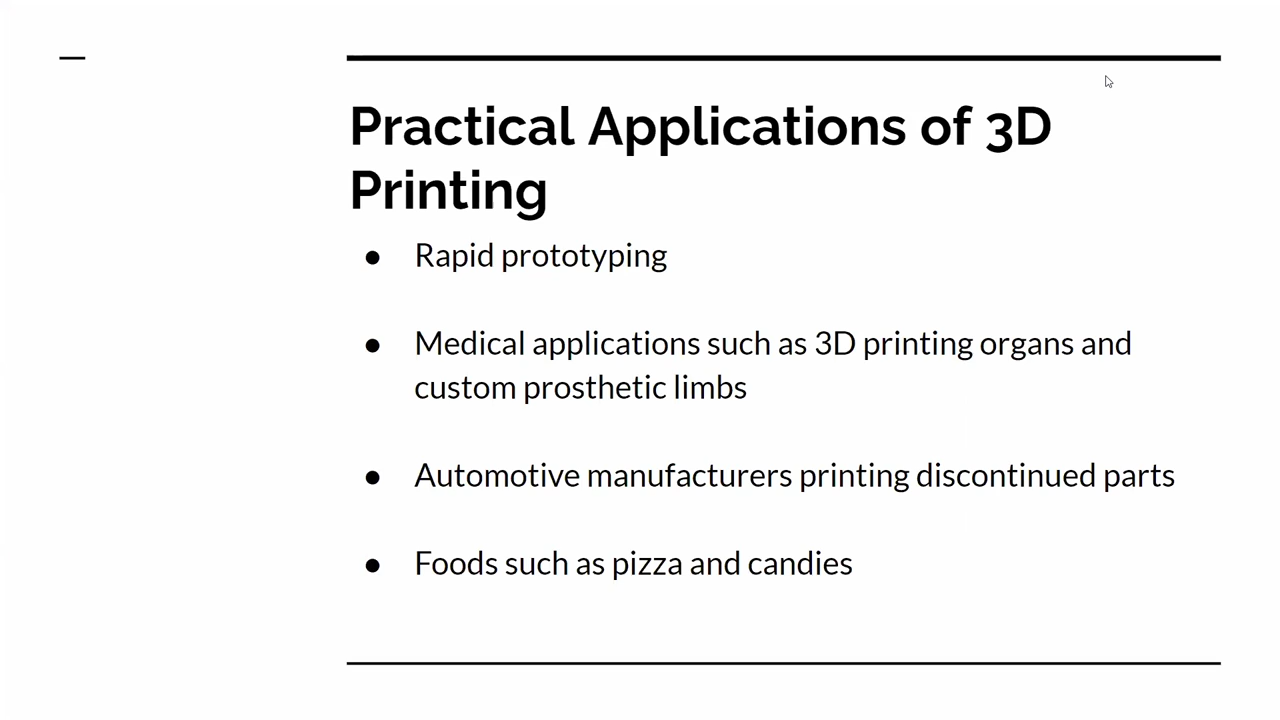 Practical Applications of 3D
Printing
● Rapid prototyping
● Medical applications such as 3D printing organs and
custom prosthetic limbs
● Automotive manufacturers printing discontinued parts
● Foods such as pizza and candies